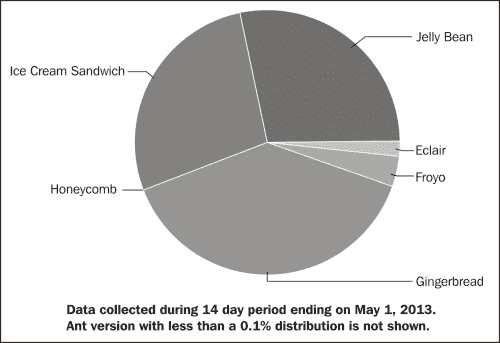 Jelly Bean
Ice Cream Sandwich
Eclair
Froyo
Honeycomb
Gingerbread
Data collected during 14 day period ending on May 1, 2013.
Ant version with less than a 0.1% distribution is not shown.